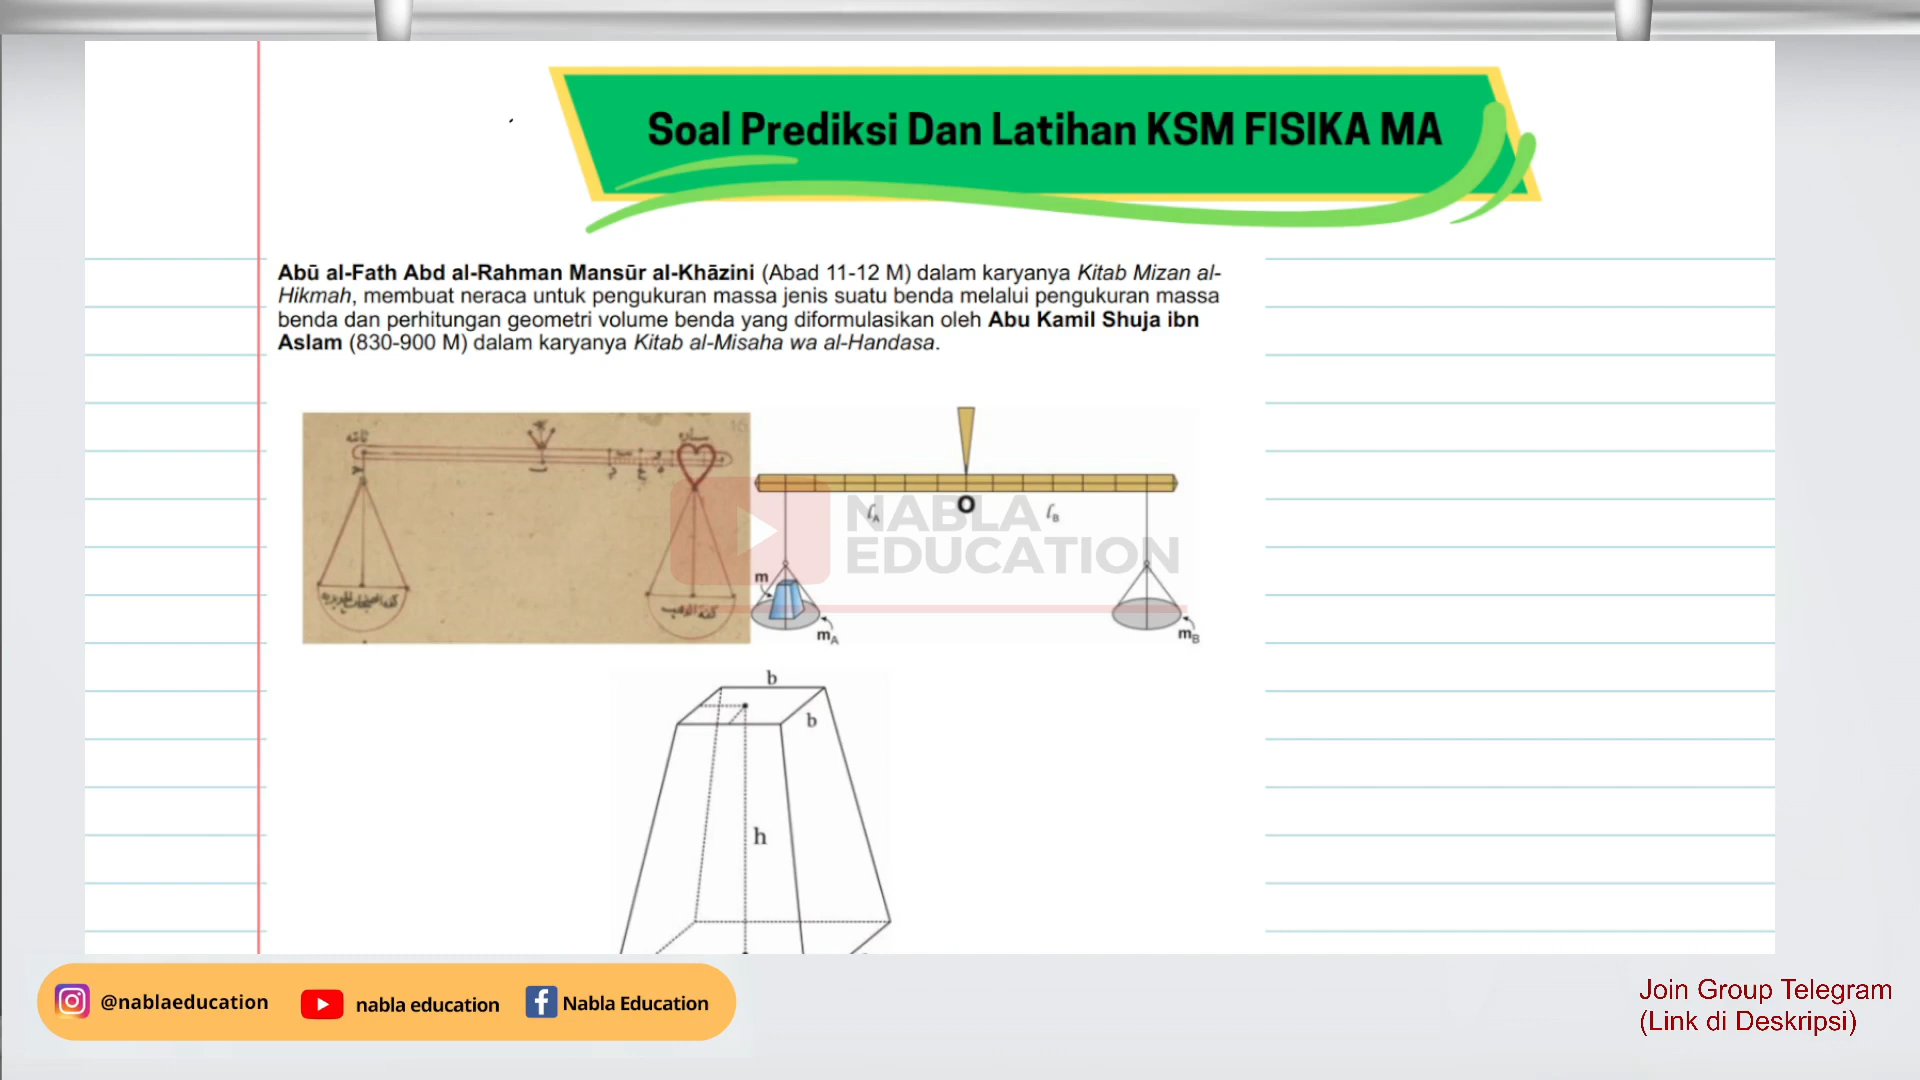 Soal Prediksi Dan Latihan KSM FISIKA MA
Abū al-Fath Abd al-Rahman Mansūr al-Khāzini (Abad 11-12 M) dalam karyanya Kitab Mizan al-
Hikmah, membuat neraca untuk pengukuran massa jenis suatu benda melalui pengukuran massa
benda dan perhitungan geometri volume benda yang diformulasikan oleh Abu Kamil Shuja ibn
Aslam (830-900 M) dalam karyanya Kitab al-Misaha wa al-Handasa.
O
ℓA
ℓB
NABLA
EDUCATION
m
mA
mB
b
b
h
@nablaeducation
nabla education
Nabla Education
Join Group Telegram
(Link di Deskripsi)